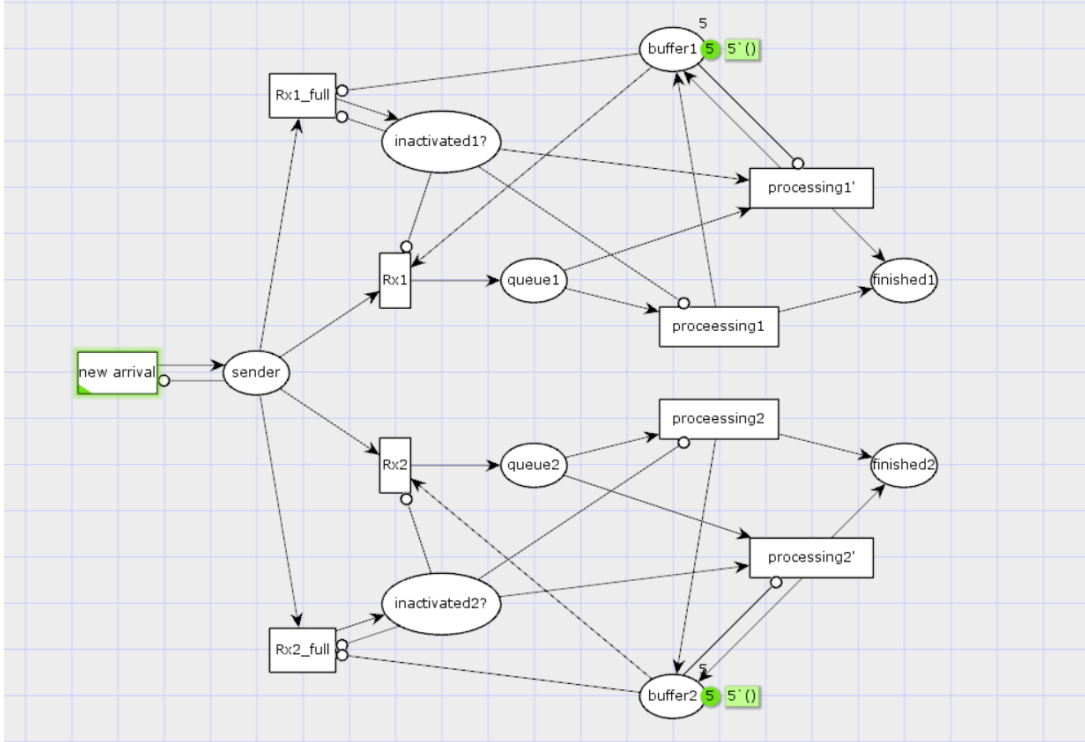 5
buffer1 5 5`()
Rx1_full
inactivated1?
processing1'
Rx1
queue1
finished1
proceessing1
new arrival
sender
proceessing2
Rx2
queue2
finished2
processing2'
inactivated2?
Rx2_full
5
buffer2 5 5`()